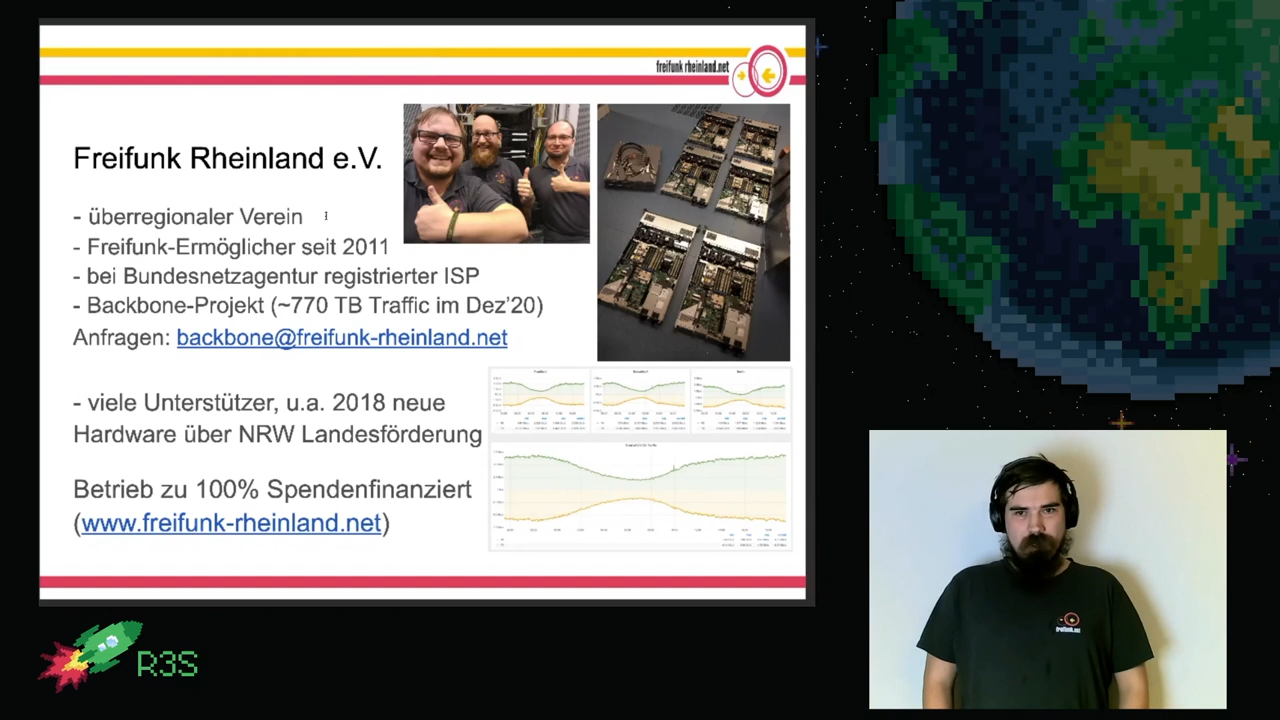 freifunk rheinland.net
Freifunk Rheinland e.V.
- überregionaler Verein
- Freifunk-Ermöglicher seit 2011
- bei Bundesnetzagentur registrierter ISP
- Backbone-Projekt (~770 TB Traffic im Dez'20)
Anfragen: backbone@freifunk-rheinland.net
- viele Unterstützer, u.a. 2018 neue
Hardware über NRW Landesförderung
Betrieb zu 100% Spendenfinanziert
(www.freifunk-rheinland.net)
R3S
freifunk.net